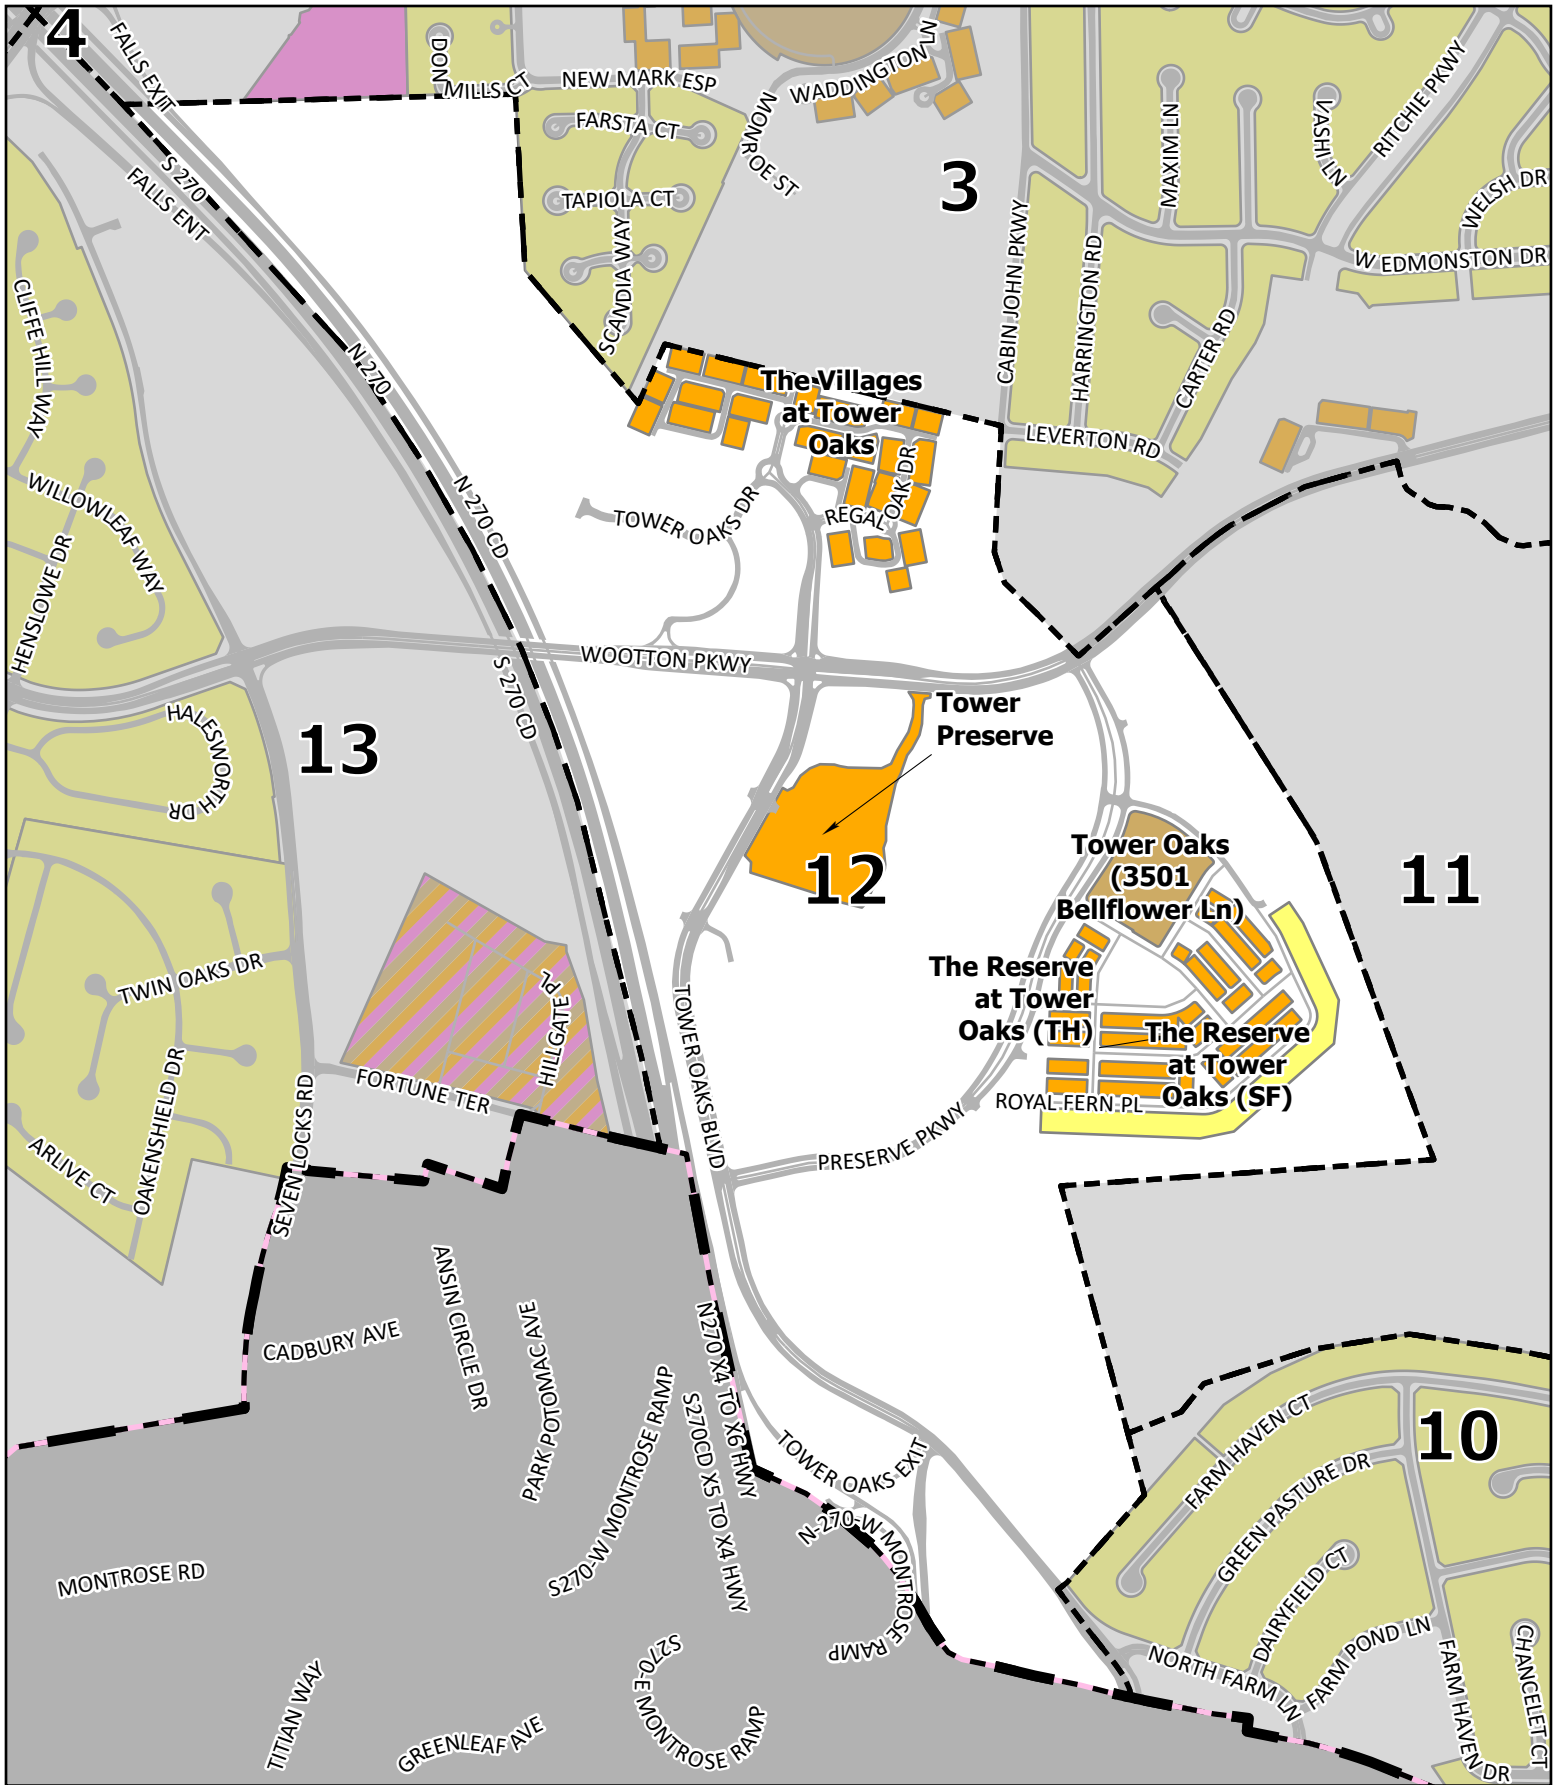 4
FALLS EXIT
DON MILLS CT
NEW MARK ESP
WADDINGTON LN
FARSTA CT
MONROE ST
S 270
FALLS ENT
TAPIOLA CT
SCANDIA WAY
3
MAXIM LN
VASHI LN
RITCHIE PKWY
WELSH DR
W EDMONSTON DR
CABIN JOHN PKWY
HARRINGTON RD
CARTER RD
LEVERTON RD
CLIFFE HILL WAY
N 270
The Villages
at Tower
Oaks
WILLOWLEAF WAY
HENSLOWE DR
N 270 CD
TOWER OAKS DR
REGAL OAK DR
WOOTTON PKWY
S 270 CD
HALESWORTH DR
13
Tower
Preserve
12
Tower Oaks
(3501
Bellflower Ln)
11
TWIN OAKS DR
HILLGATE PL
The Reserve
at Tower
Oaks (TH)
The Reserve
at Tower
Oaks (SF)
TOWER OAKS BLVD
FORTUNE TER
ROYAL FERN PL
PRESERVE PKWY
OAKENSHIELD DR
ARLIVE CT
SEVEN LOCKS RD
CADBURY AVE
ANSIN CIRCLE DR
PARK POTOMAC AVE
N270 X4 TO X6 HWY
S270CD X5 TO X4 HWY
S270-W MONTROSE RAMP
TOWER OAKS EXIT
N-270-W-MONTROSE RAMP
10
FARM HAVEN CT
GREEN PASTURE DR
DAIRYFIELD CT
MONTROSE RD
S270-E MONTROSE RAMP
TITIAN WAY
GREENLEAF AVE
NORTH FARM LN
FARM POND LN
FARM HAVEN DR
CHANCELET CT